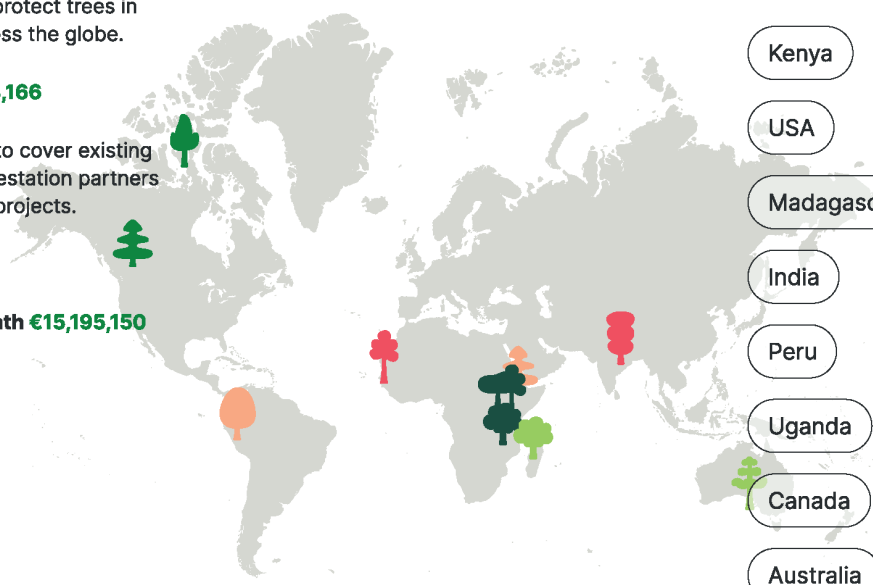 protect trees in
ss the globe.
,166
to cover existing
estation partners
projects.
th €15,195,150
Kenya
USA
Madagasc
India
Peru
Uganda
Canada
Australia